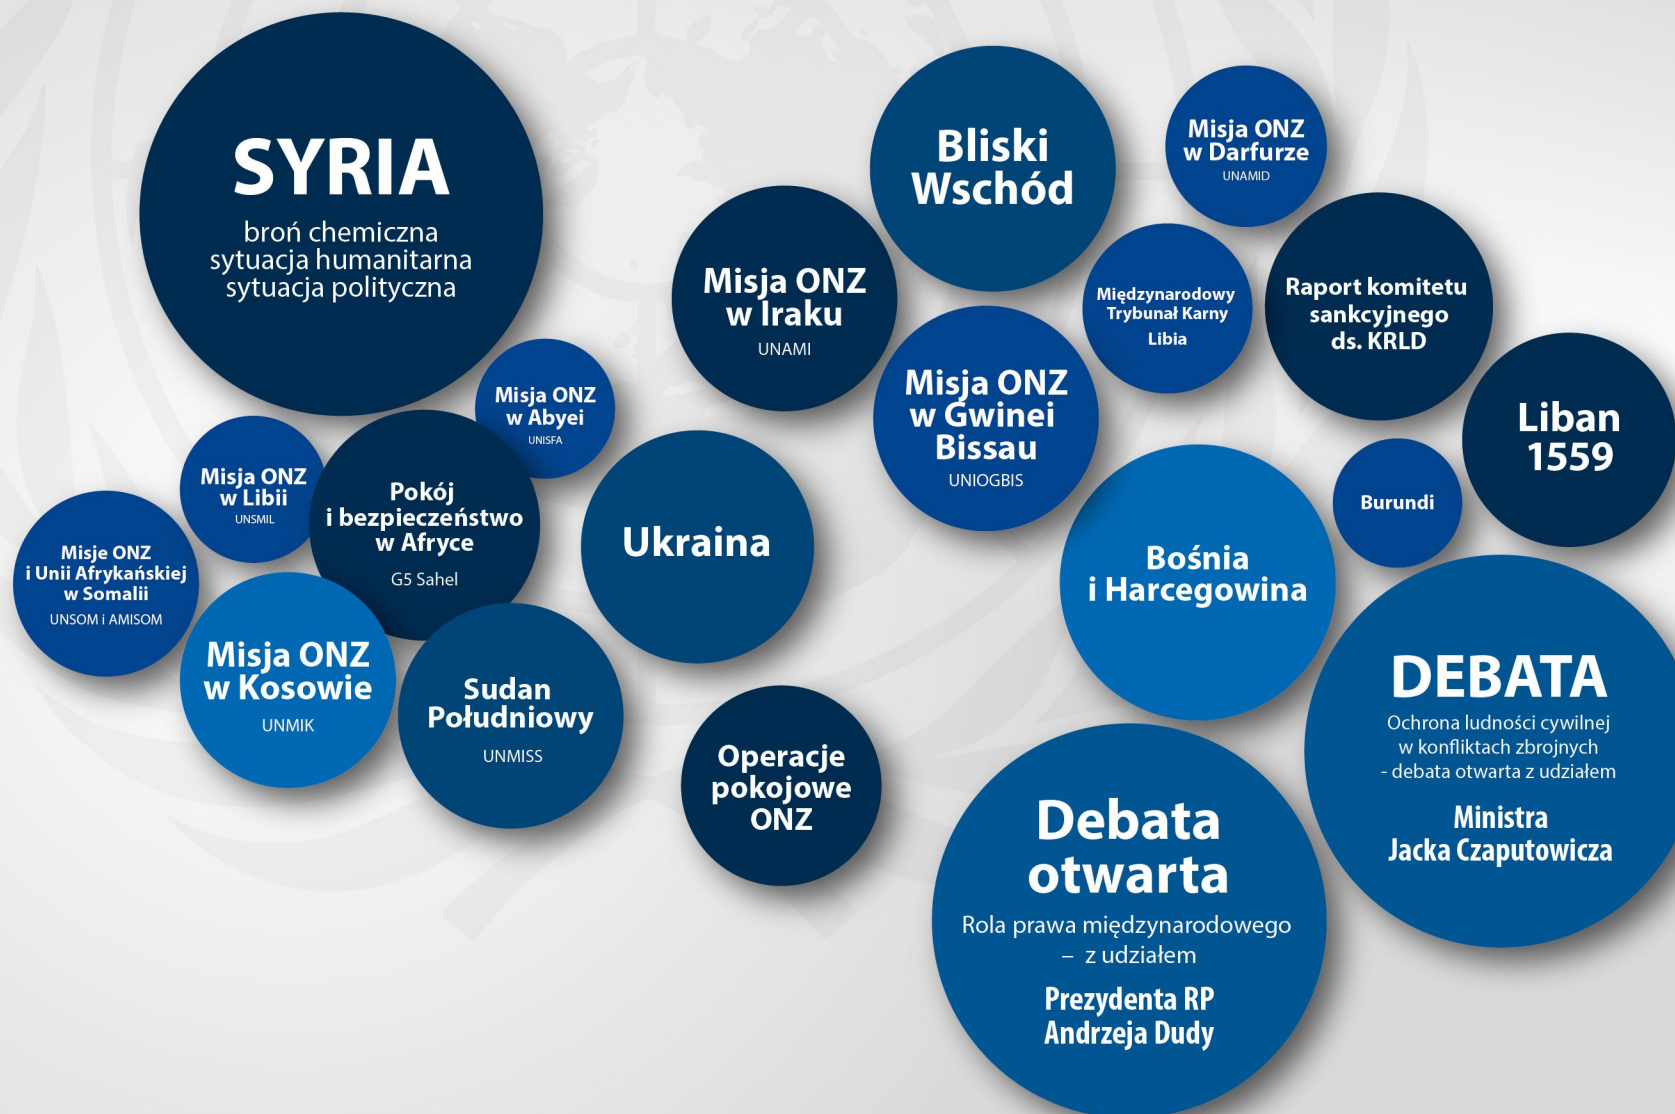 SYRIA
broń chemiczna
sytuacja humanitarna
sytuacja polityczna
Bliski
Wschód
Misja ONZ
w Darfurze
UNAMID
Misja ONZ
w Iraku
UNAMI
Międzynarodowy
Trybunał Karny
Libia
Raport komitetu
sankcyjnego
ds. KRLD
Misja ONZ
w Gwinei
Bissau
UNIOGBIS
Liban
1559
Misja ONZ
w Abyei
UNISFA
Misja ONZ
w Libii
UNSMIL
Pokój
i bezpieczeństwo
w Afryce
G5 Sahel
Ukraina
Burundi
Misje ONZ
i Unii Afrykańskiej
w Somalii
UNSOM i AMISOM
Bośnia
i Harcegowina
Misja ONZ
w Kosowie
UNMIK
Sudan
Południowy
UNMISS
Operacje
pokojowe
ONZ
DEBATA
Ochrona ludności cywilnej
w konfliktach zbrojnych
- debata otwarta z udziałem
Ministra
Jacka Czaputowicza
Debata
otwarta
Rola prawa międzynarodowego
– z udziałem
Prezydenta RP
Andrzeja Dudy